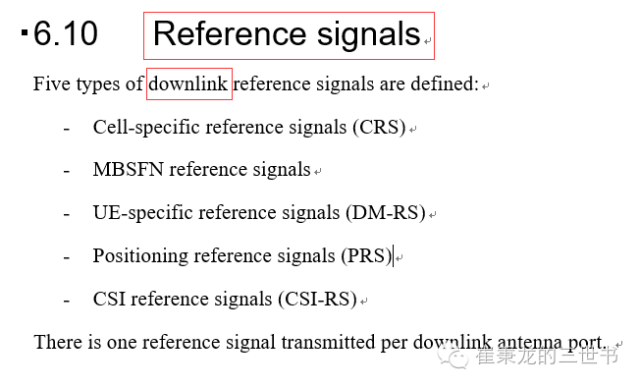 ▪6.10 Reference signals↵
Five types of downlink reference signals are defined:↵
- Cell-specific reference signals (CRS)↵
- MBSFN reference signals↵
- UE-specific reference signals (DM-RS)↵
- Positioning reference signals (PRS)↵
- CSI reference signals (CSI-RS)↵
There is one reference signal transmitted per downlink antenna port.↵
崔秉龙的三世书